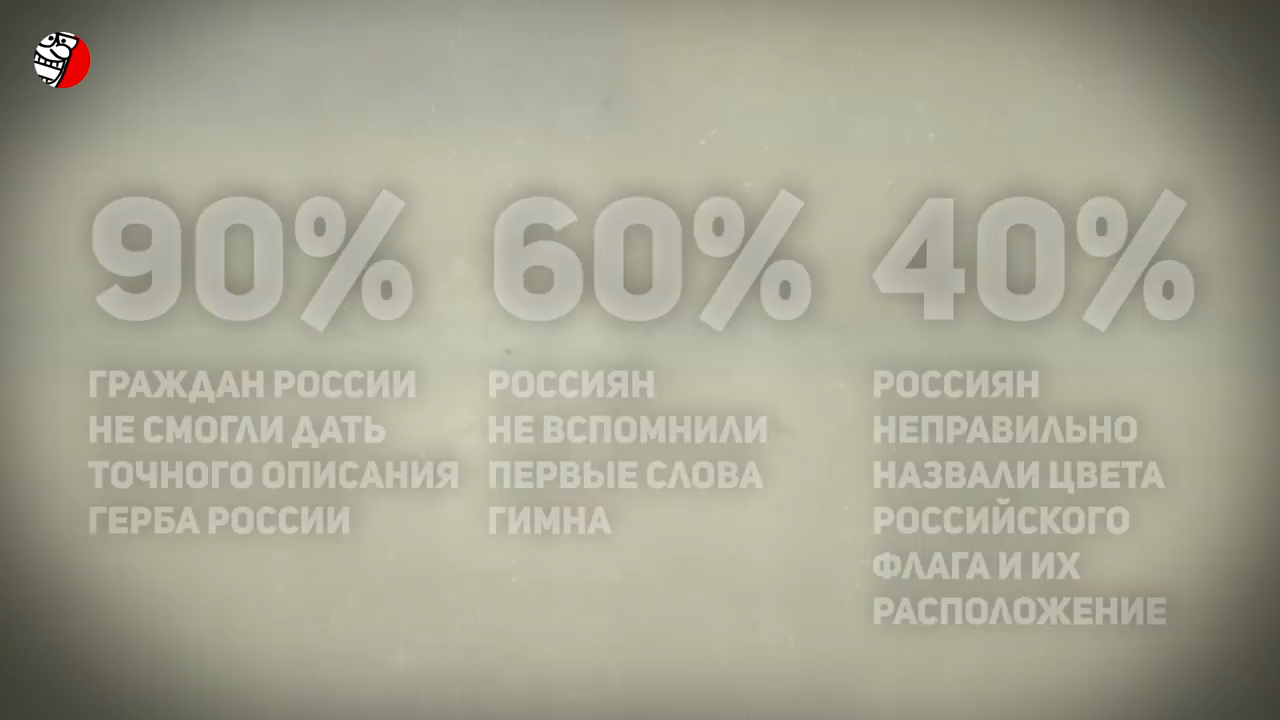 90%
ГРАЖДАН РОССИИ
НЕ СМОГЛИ ДАТЬ
ТОЧНОГО ОПИСАНИЯ
ГЕРБА РОССИИ
60%
РОССИЯН
НЕ ВСПОМНИЛИ
ПЕРВЫЕ СЛОВА
ГИМНА
40%
РОССИЯН
НЕПРАВИЛЬНО
НАЗВАЛИ ЦВЕТА
РОССИЙСКОГО
ФЛАГА И ИХ
РАСПОЛОЖЕНИЕ